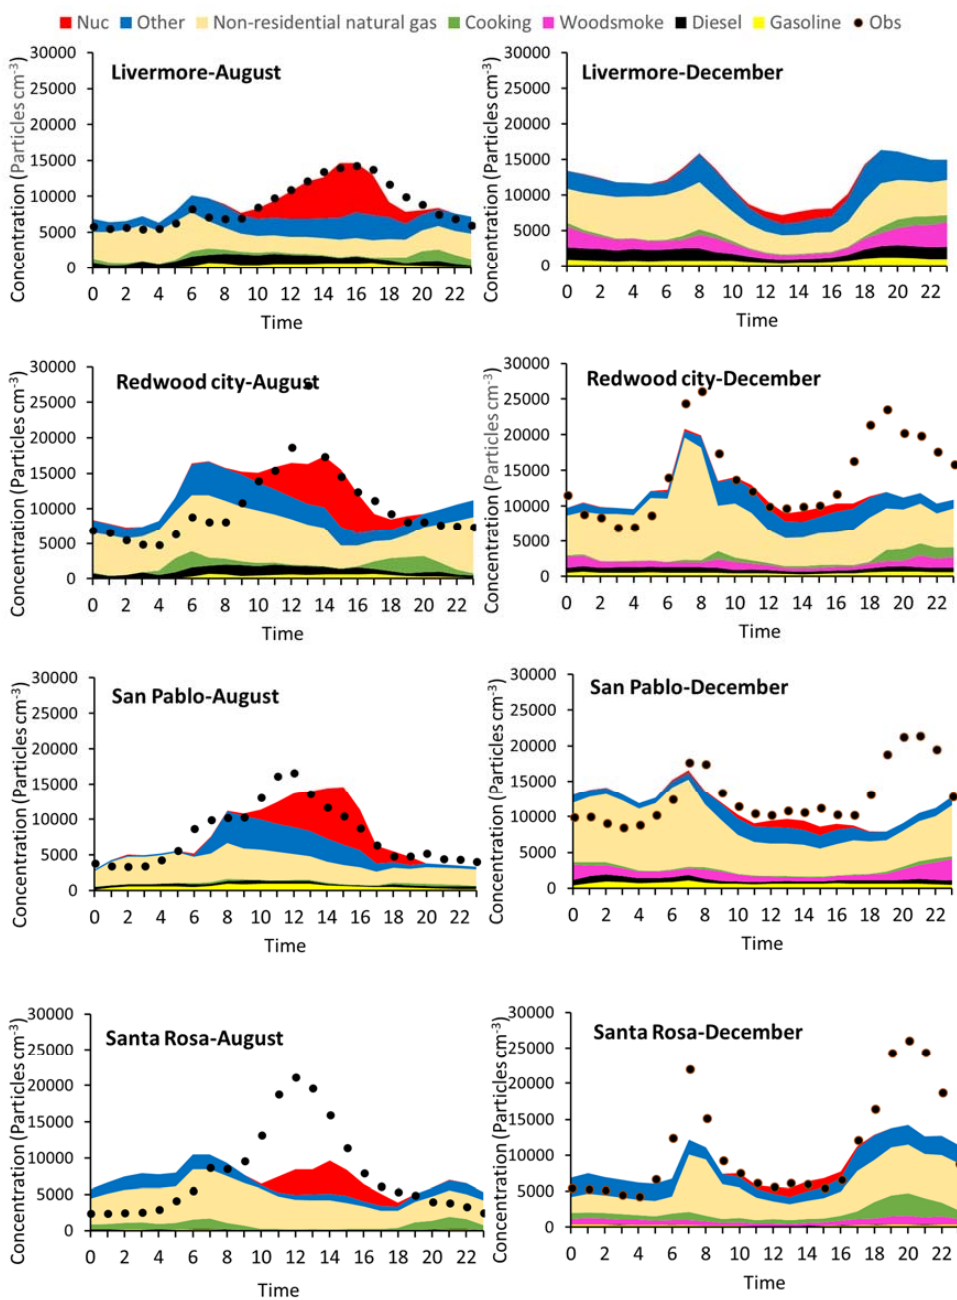 Nuc Other Non-residential natural gas Cooking Woodsmoke Diesel Gasoline Obs
Livermore-August
Concentration (Particles cm-3)
30000
25000
20000
15000
10000
5000
0
0 2 4 6 8 10 12 14 16 18 20 22
Time
Livermore-December
Concentration (Particles cm-3)
30000
25000
20000
15000
10000
5000
0
0 2 4 6 8 10 12 14 16 18 20 22
Time
Redwood city-August
Concentration (Particles cm-3)
30000
25000
20000
15000
10000
5000
0
0 2 4 6 8 10 12 14 16 18 20 22
Time
Redwood city-December
Concentration (Particles cm-3)
30000
25000
20000
15000
10000
5000
0
0 2 4 6 8 10 12 14 16 18 20 22
Time
San Pablo-August
Concentration (Particles cm-3)
30000
25000
20000
15000
10000
5000
0
0 2 4 6 8 10 12 14 16 18 20 22
Time
San Pablo-December
Concentration (Particles cm-3)
30000
25000
20000
15000
10000
5000
0
0 2 4 6 8 10 12 14 16 18 20 22
Time
Santa Rosa-August
Concentration (Particles cm-3)
30000
25000
20000
15000
10000
5000
0
0 2 4 6 8 10 12 14 16 18 20 22
Time
Santa Rosa-December
Concentration (Particles cm-3)
30000
25000
20000
15000
10000
5000
0
0 2 4 6 8 10 12 14 16 18 20 22
Time